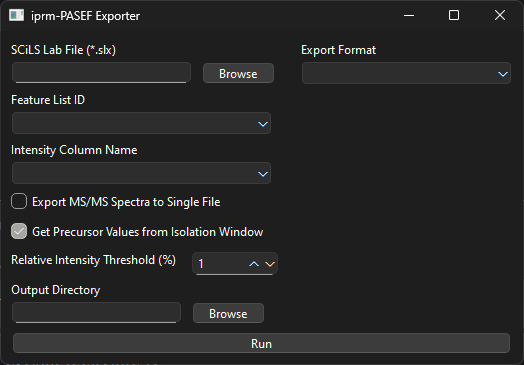 iprm-PASEF Exporter
SCiLS Lab File (*.slx)
Export Format
Browse
Feature List ID
Intensity Column Name
Export MS/MS Spectra to Single File
Get Precursor Values from Isolation Window
Relative Intensity Threshold (%)
1
Output Directory
Browse
Run